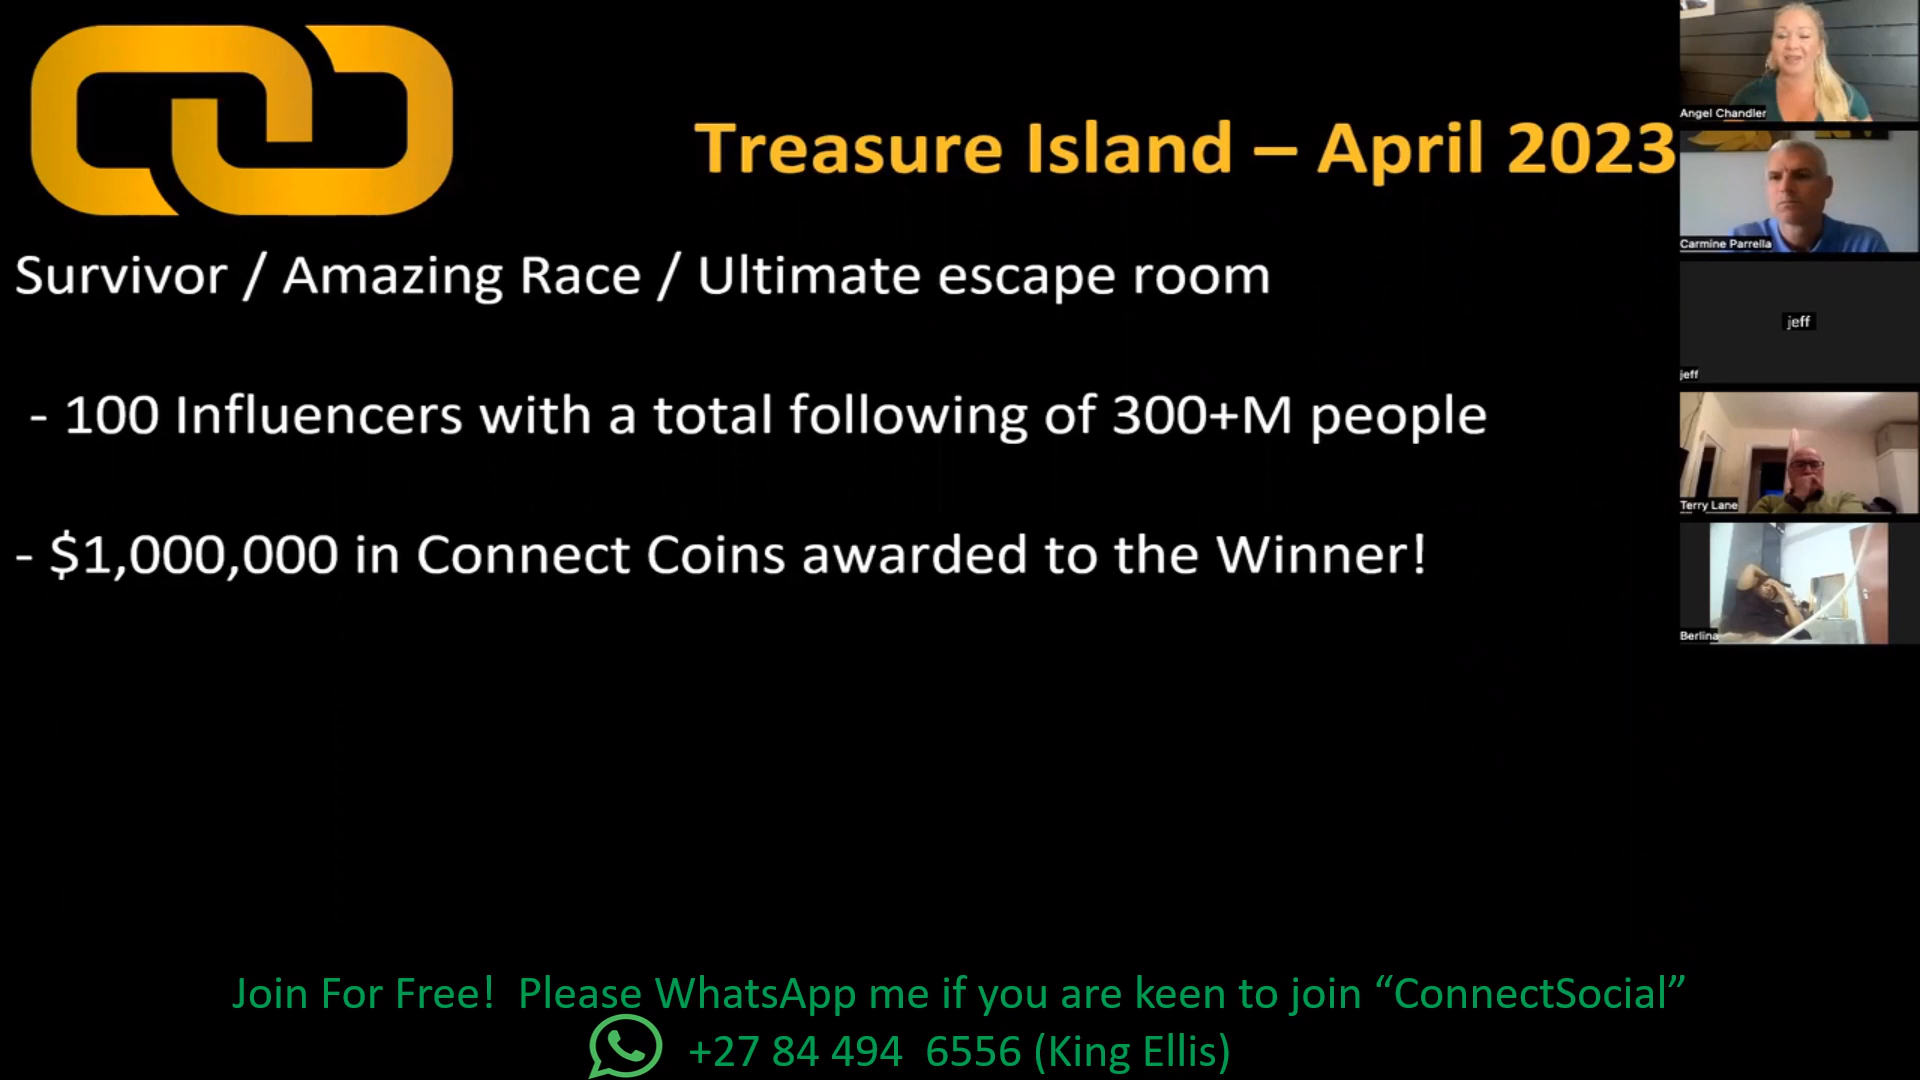 Treasure Island – April 2023
Survivor / Amazing Race / Ultimate escape room
- 100 Influencers with a total following of 300+M people
- $1,000,000 in Connect Coins awarded to the Winner!
Angel Chandler
Carmine Parrella
jeff
jeff
Terry Lane
Berlina
Join For Free!  Please WhatsApp me if you are keen to join “ConnectSocial”
+27 84 494  6556 (King Ellis)